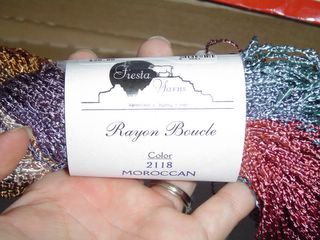 Fiesta
Yarns
Rayon Boucle
Color
2118
MOROCCAN